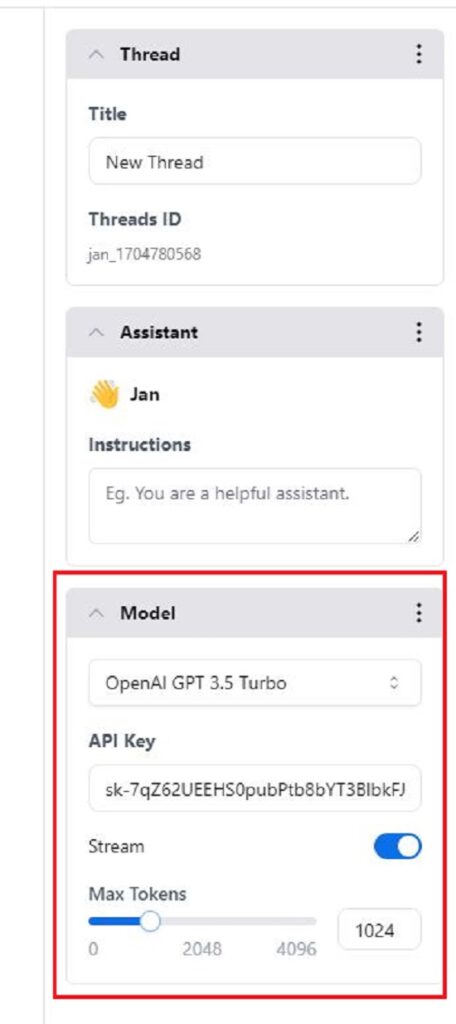 Thread
Title
New Thread
Threads ID
jan_1704780568
Assistant
👋 Jan
Instructions
Eg. You are a helpful assistant.
Model
OpenAI GPT 3.5 Turbo
API Key
sk-7qZ62UEEHS0pubPtb8bYT3BlbkFJ
Stream
Max Tokens
1024
0 2048 4096